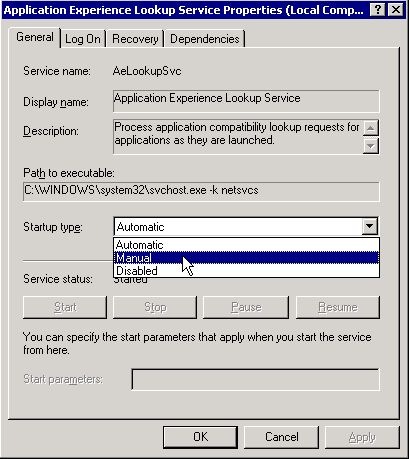 Application Experience Lookup Service Properties (Local Comp...
General Log On Recovery Dependencies
Service name: AeLookupSvc
Display name: Application Experience Lookup Service
Description: Process application compatibility lookup requests for
applications as they are launched.
Path to executable:
C:\WINDOWS\system32\svchost.exe -k netsvcs
Startup type: Automatic
Automatic
Manual
Disabled
Service status: Started
Start Stop Pause Resume
You can specify the start parameters that apply when you start the service
from here.
Start parameters:
OK Cancel Apply